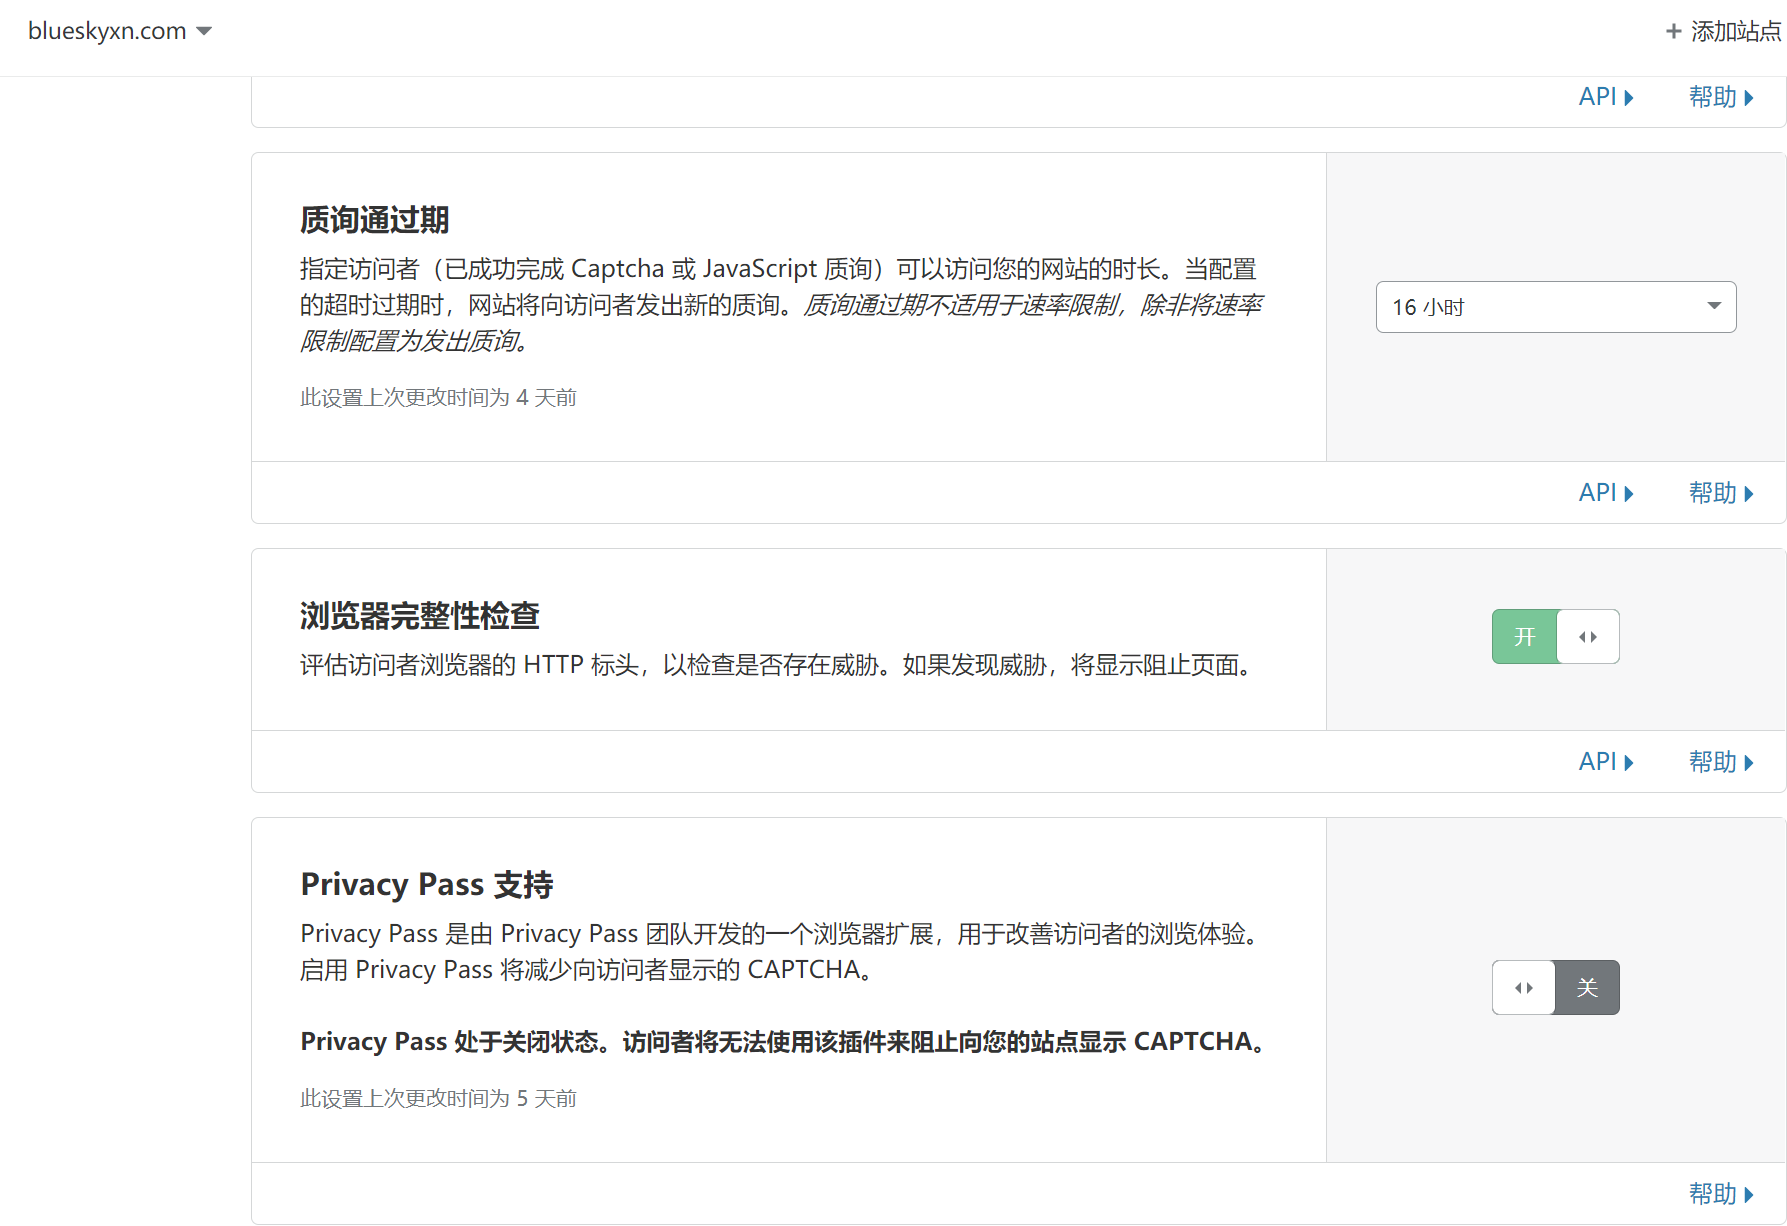 blueskyxn.com
+ 添加站点
API
帮助
质询通过期
指定访问者（已成功完成 Captcha 或 JavaScript 质询）可以访问您的网站的时长。当配置
的超时过期时，网站将向访问者发出新的质询。质询通过期不适用于速率限制，除非将速率
限制配置为发出质询。
16 小时
此设置上次更改时间为 4 天前
API
帮助
浏览器完整性检查
评估访问者浏览器的 HTTP 标头，以检查是否存在威胁。如果发现威胁，将显示阻止页面。
开
API
帮助
Privacy Pass 支持
Privacy Pass 是由 Privacy Pass 团队开发的一个浏览器扩展，用于改善访问者的浏览体验。
启用 Privacy Pass 将减少向访问者显示的 CAPTCHA。
关
Privacy Pass 处于关闭状态。访问者将无法使用该插件来阻止向您的站点显示 CAPTCHA。
此设置上次更改时间为 5 天前
帮助